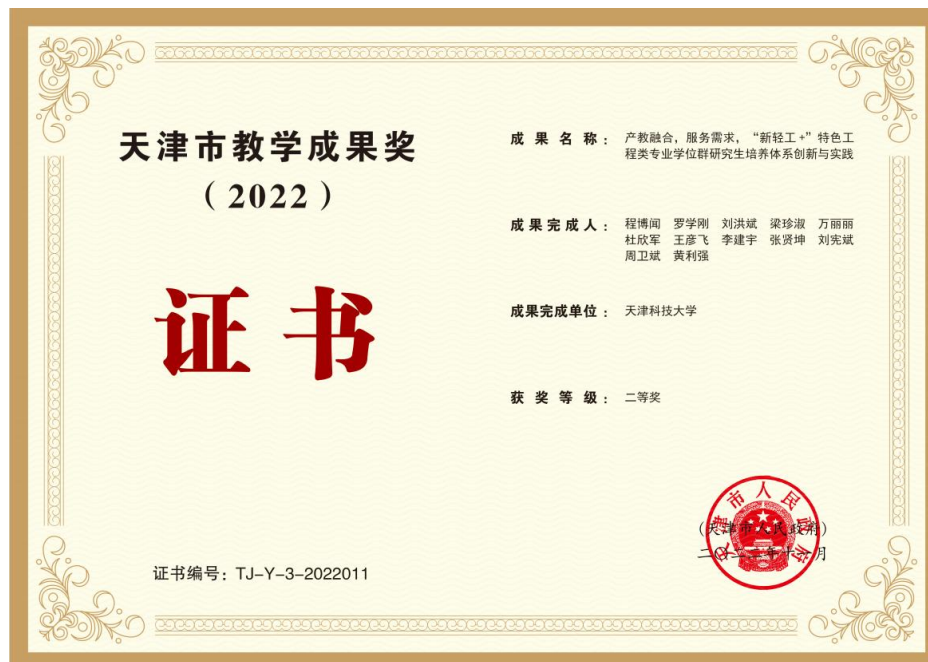 天津市教学成果奖
（2022）
证书
证书编号：TJ-Y-3-2022011
成果名称：产教融合，服务需求，“新轻工+”特色工
程类专业学位群研究生培养体系创新与实践
成果完成人：程博闻 罗学刚 刘洪斌 梁珍淑 万丽丽
杜欣军 王彦飞 李建宇 张贤坤 刘宪斌
周卫斌 黄利强
成果完成单位：天津科技大学
获奖等级：二等奖
天津市人民政府
(天津市人民政府)